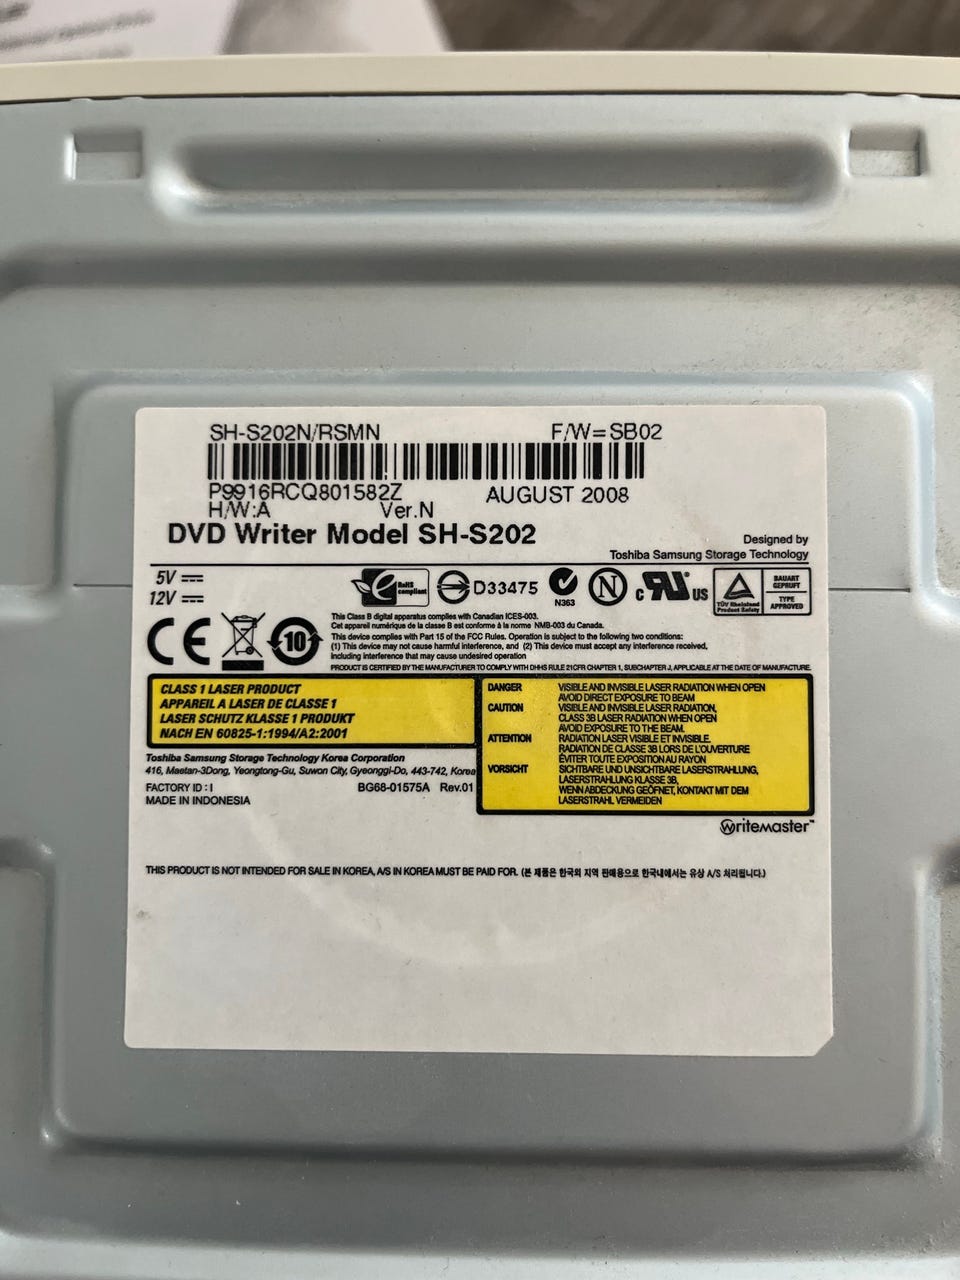 SH-S202N/RSMN F/W=SB02
P9916RCQ801582Z AUGUST 2008
H/W:A Ver.N
DVD Writer Model SH-S202
Designed by
Toshiba Samsung Storage Technology
5V
12V
RoHS
compliant
D33475
N363
N
c UL US
TÜV Rheinland
Product Safety
BAUART
GEPRUFT
TYPE
APPROVED
CE
10
This Class B digital apparatus complies with Canadian ICES-003.
Cet appareil numérique de la classe B est conforme à la norme NMB-003 du Canada.
This device complies with Part 15 of the FCC Rules. Operation is subject to the following two conditions:
(1) This device may not cause harmful interference, and (2) This device must accept any interference received,
including interference that may cause undesired operation
PRODUCT IS CERTIFIED BY THE MANUFACTURER TO COMPLY WITH DHHS RULE 21CFR CHAPTER 1, SUBCHAPTER J, APPLICABLE AT THE DATE OF MANUFACTURE.
CLASS 1 LASER PRODUCT
APPAREIL A LASER DE CLASSE 1
LASER SCHUTZ KLASSE 1 PRODUKT
NACH EN 60825-1:1994/A2:2001
DANGER VISIBLE AND INVISIBLE LASER RADIATION WHEN OPEN
AVOID DIRECT EXPOSURE TO BEAM
CAUTION VISIBLE AND INVISIBLE LASER RADIATION,
CLASS 3B LASER RADIATION WHEN OPEN
AVOID EXPOSURE TO THE BEAM.
ATTENTION RADIATION LASER VISIBLE ET INVISIBLE.
RADIATION DE CLASSE 3B LORS DE L'OUVERTURE
ÉVITER TOUTE EXPOSITION AU RAYON
VORSICHT SICHTBARE UND UNSICHTBARE LASERSTRAHLUNG,
LASERSTRAHLUNG KLASSE 3B,
WENN ABDECKUNG GEÖFNET, KONTAKT MIT DEM
LASERSTRAHL VERMEIDEN
Toshiba Samsung Storage Technology Korea Corporation
416, Maetan-3Dong, Yeongtong-Gu, Suwon City, Gyeonggi-Do, 443-742, Korea
FACTORY ID : I BG68-01575A Rev.01
MADE IN INDONESIA
Writemaster™
THIS PRODUCT IS NOT INTENDED FOR SALE IN KOREA, A/S IN KOREA MUST BE PAID FOR. (본 제품은 한국외 지역 판매용으로 한국내에서는 유상 A/S 처리됩니다.)